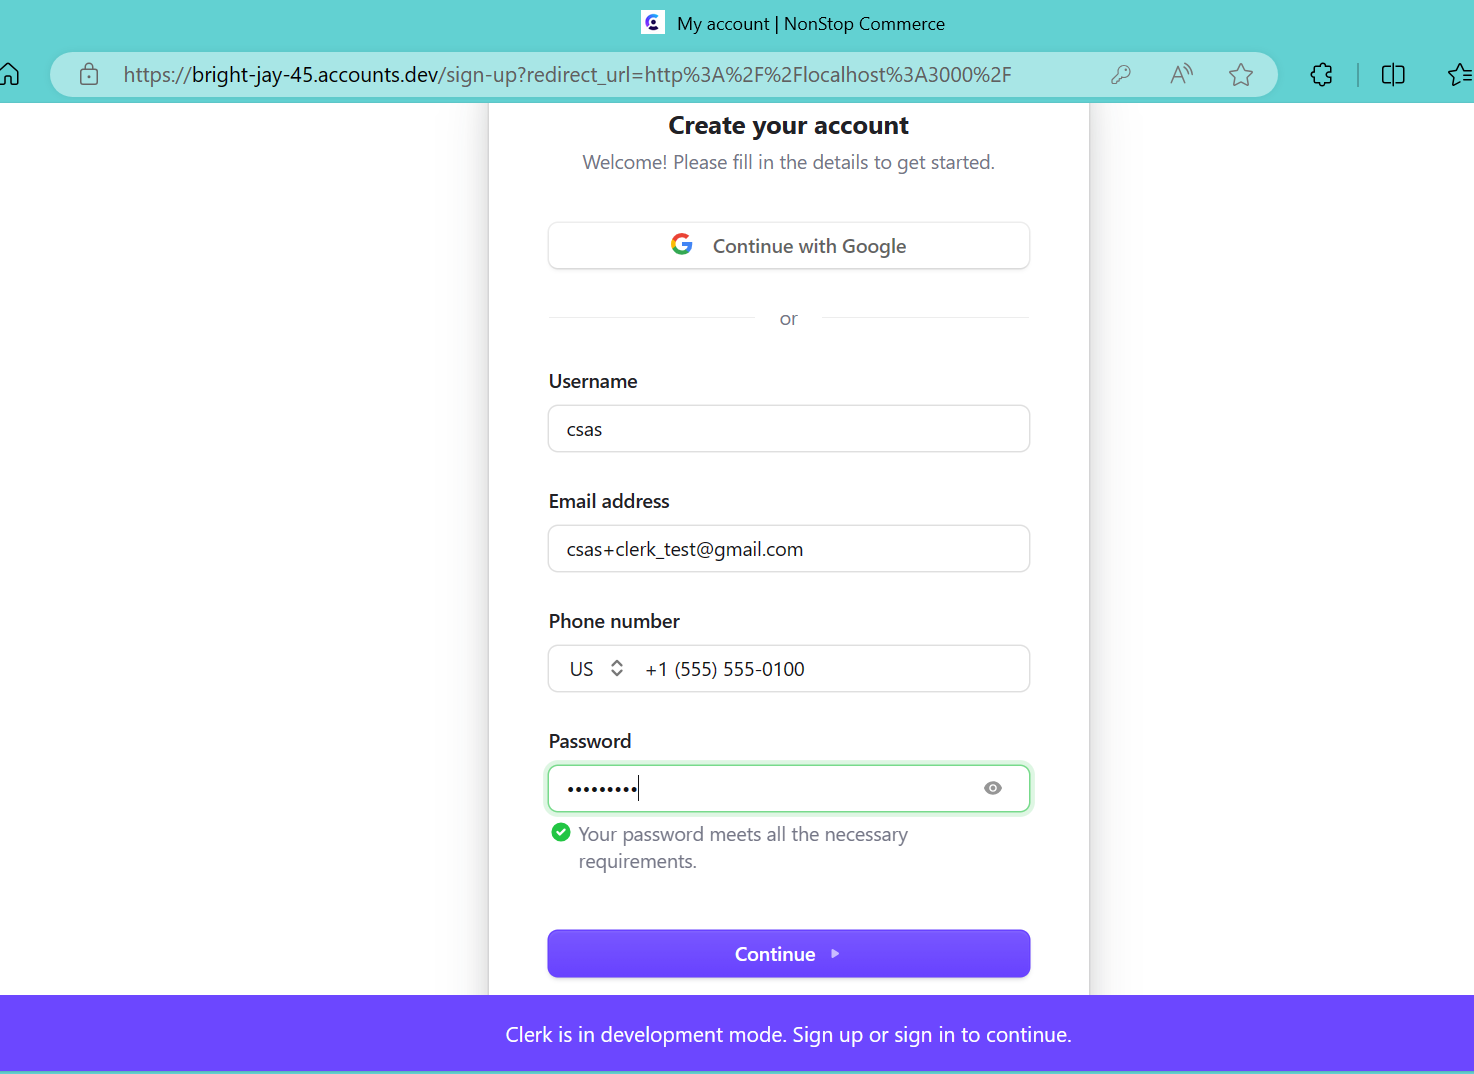 My account | NonStop Commerce
https://bright-jay-45.accounts.dev/sign-up?redirect_url=http%3A%2F%2Flocalhost%3A3000%2F
Create your account
Welcome! Please fill in the details to get started.
Continue with Google
or
Username
csas
Email address
csas+clerk_test@gmail.com
Phone number
US +1 (555) 555-0100
Password
•••••••••
Your password meets all the necessary
requirements.
Continue
Clerk is in development mode. Sign up or sign in to continue.